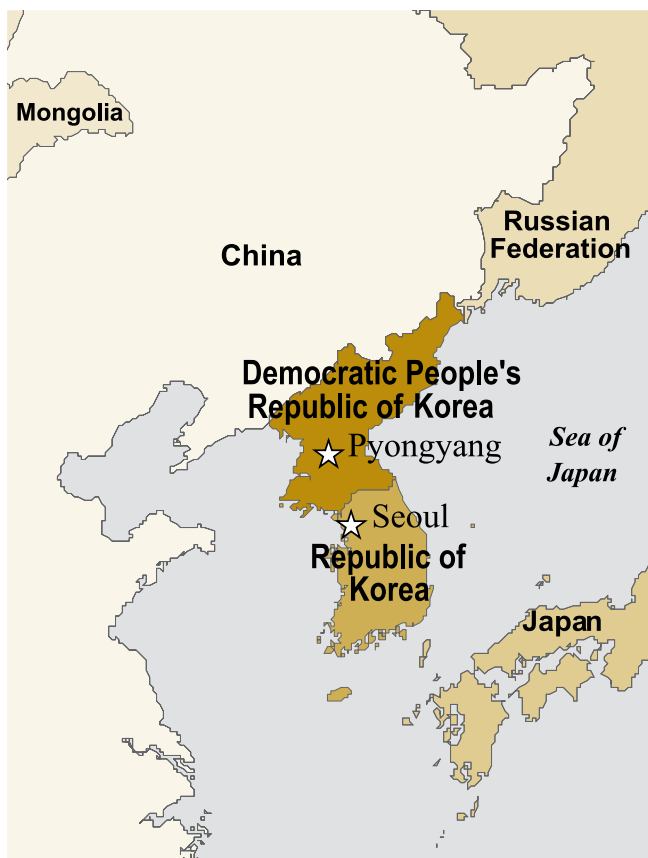 Mongolia
Russian
Federation
China
Democratic People's
Republic of Korea
Sea of
Japan
Pyongyang
Seoul
Republic of
Korea
Japan